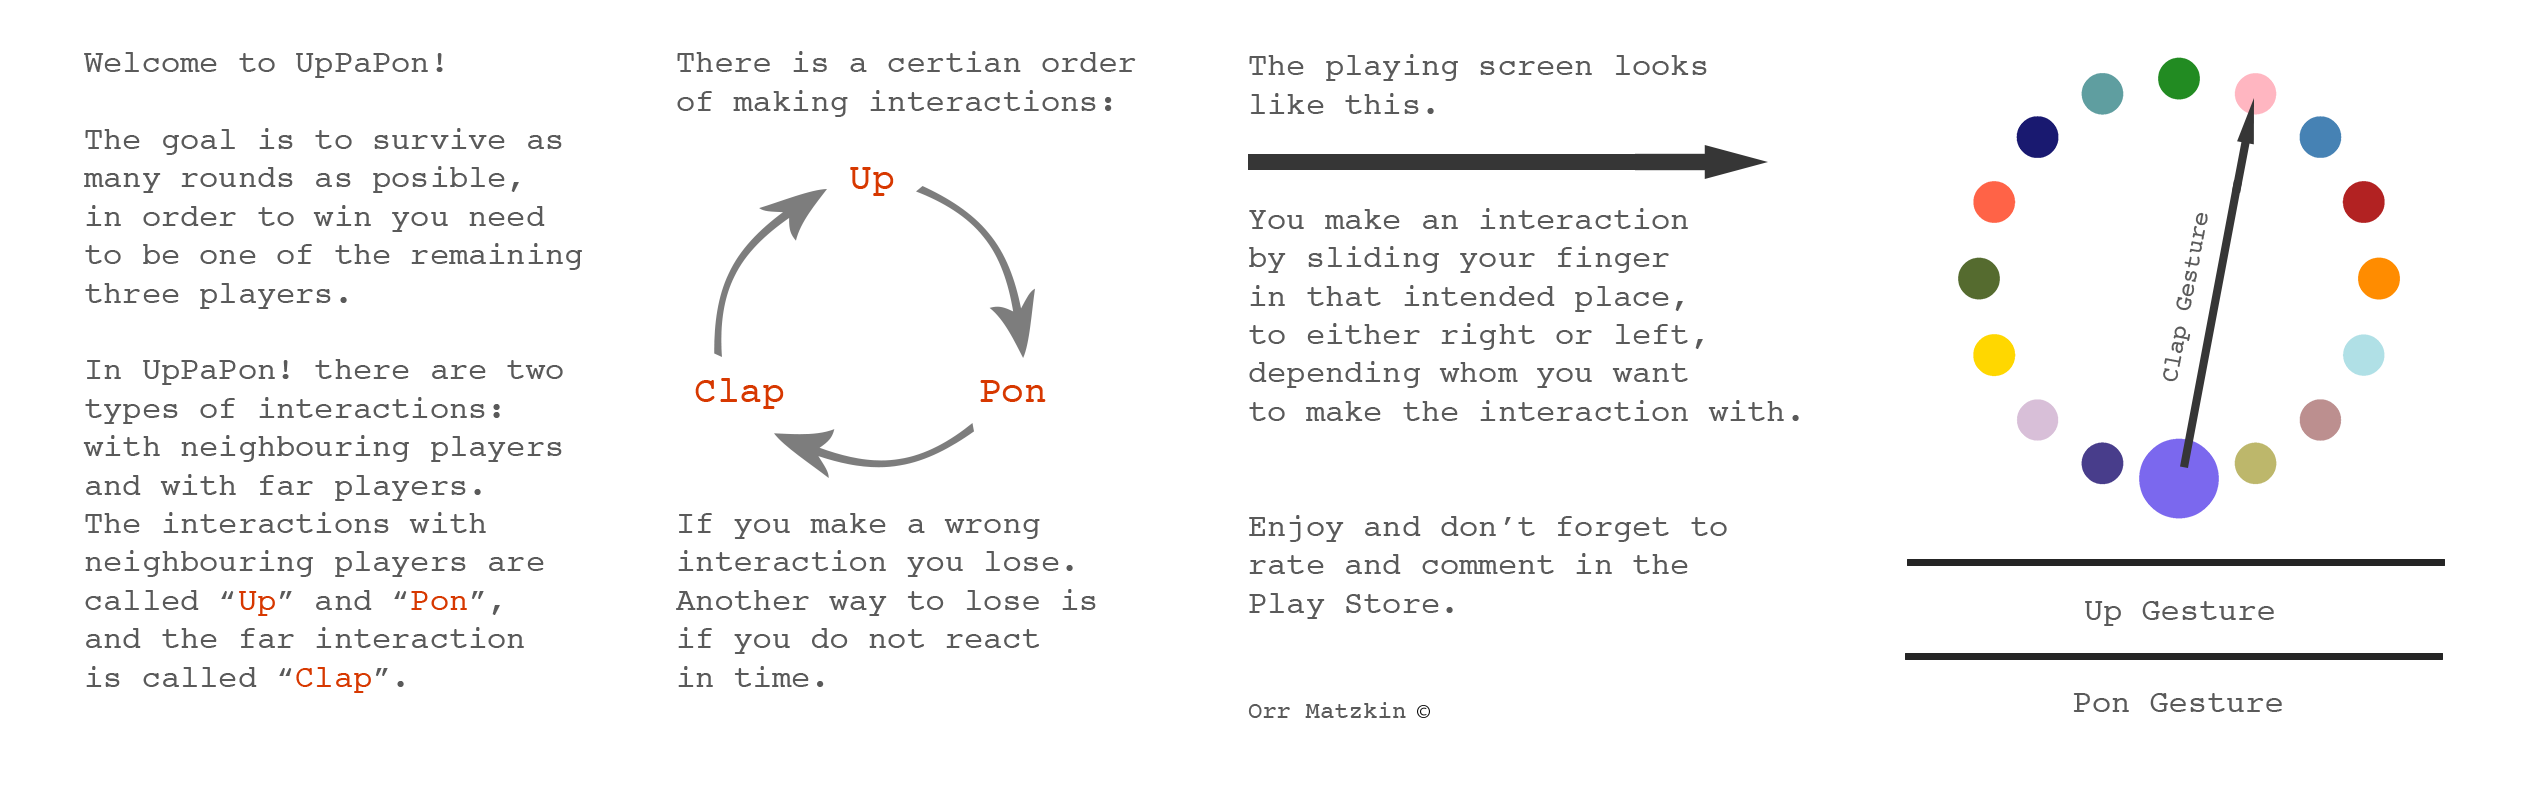 Welcome to UpPaPon!
The goal is to survive as
many rounds as posible,
in order to win you need
to be one of the remaining
three players.
In UpPaPon! there are two
types of interactions:
with neighbouring players
and with far players.
The interactions with
neighbouring players are
called “Up” and “Pon”,
and the far interaction
is called “Clap”.
There is a certian order
of making interactions:
Up
Clap
Pon
If you make a wrong
interaction you lose.
Another way to lose is
if you do not react
in time.
The playing screen looks
like this.
You make an interaction
by sliding your finger
in that intended place,
to either right or left,
depending whom you want
to make the interaction with.
Enjoy and don’t forget to
rate and comment in the
Play Store.
Orr Matzkin ©
Clap Gesture
Up Gesture
Pon Gesture